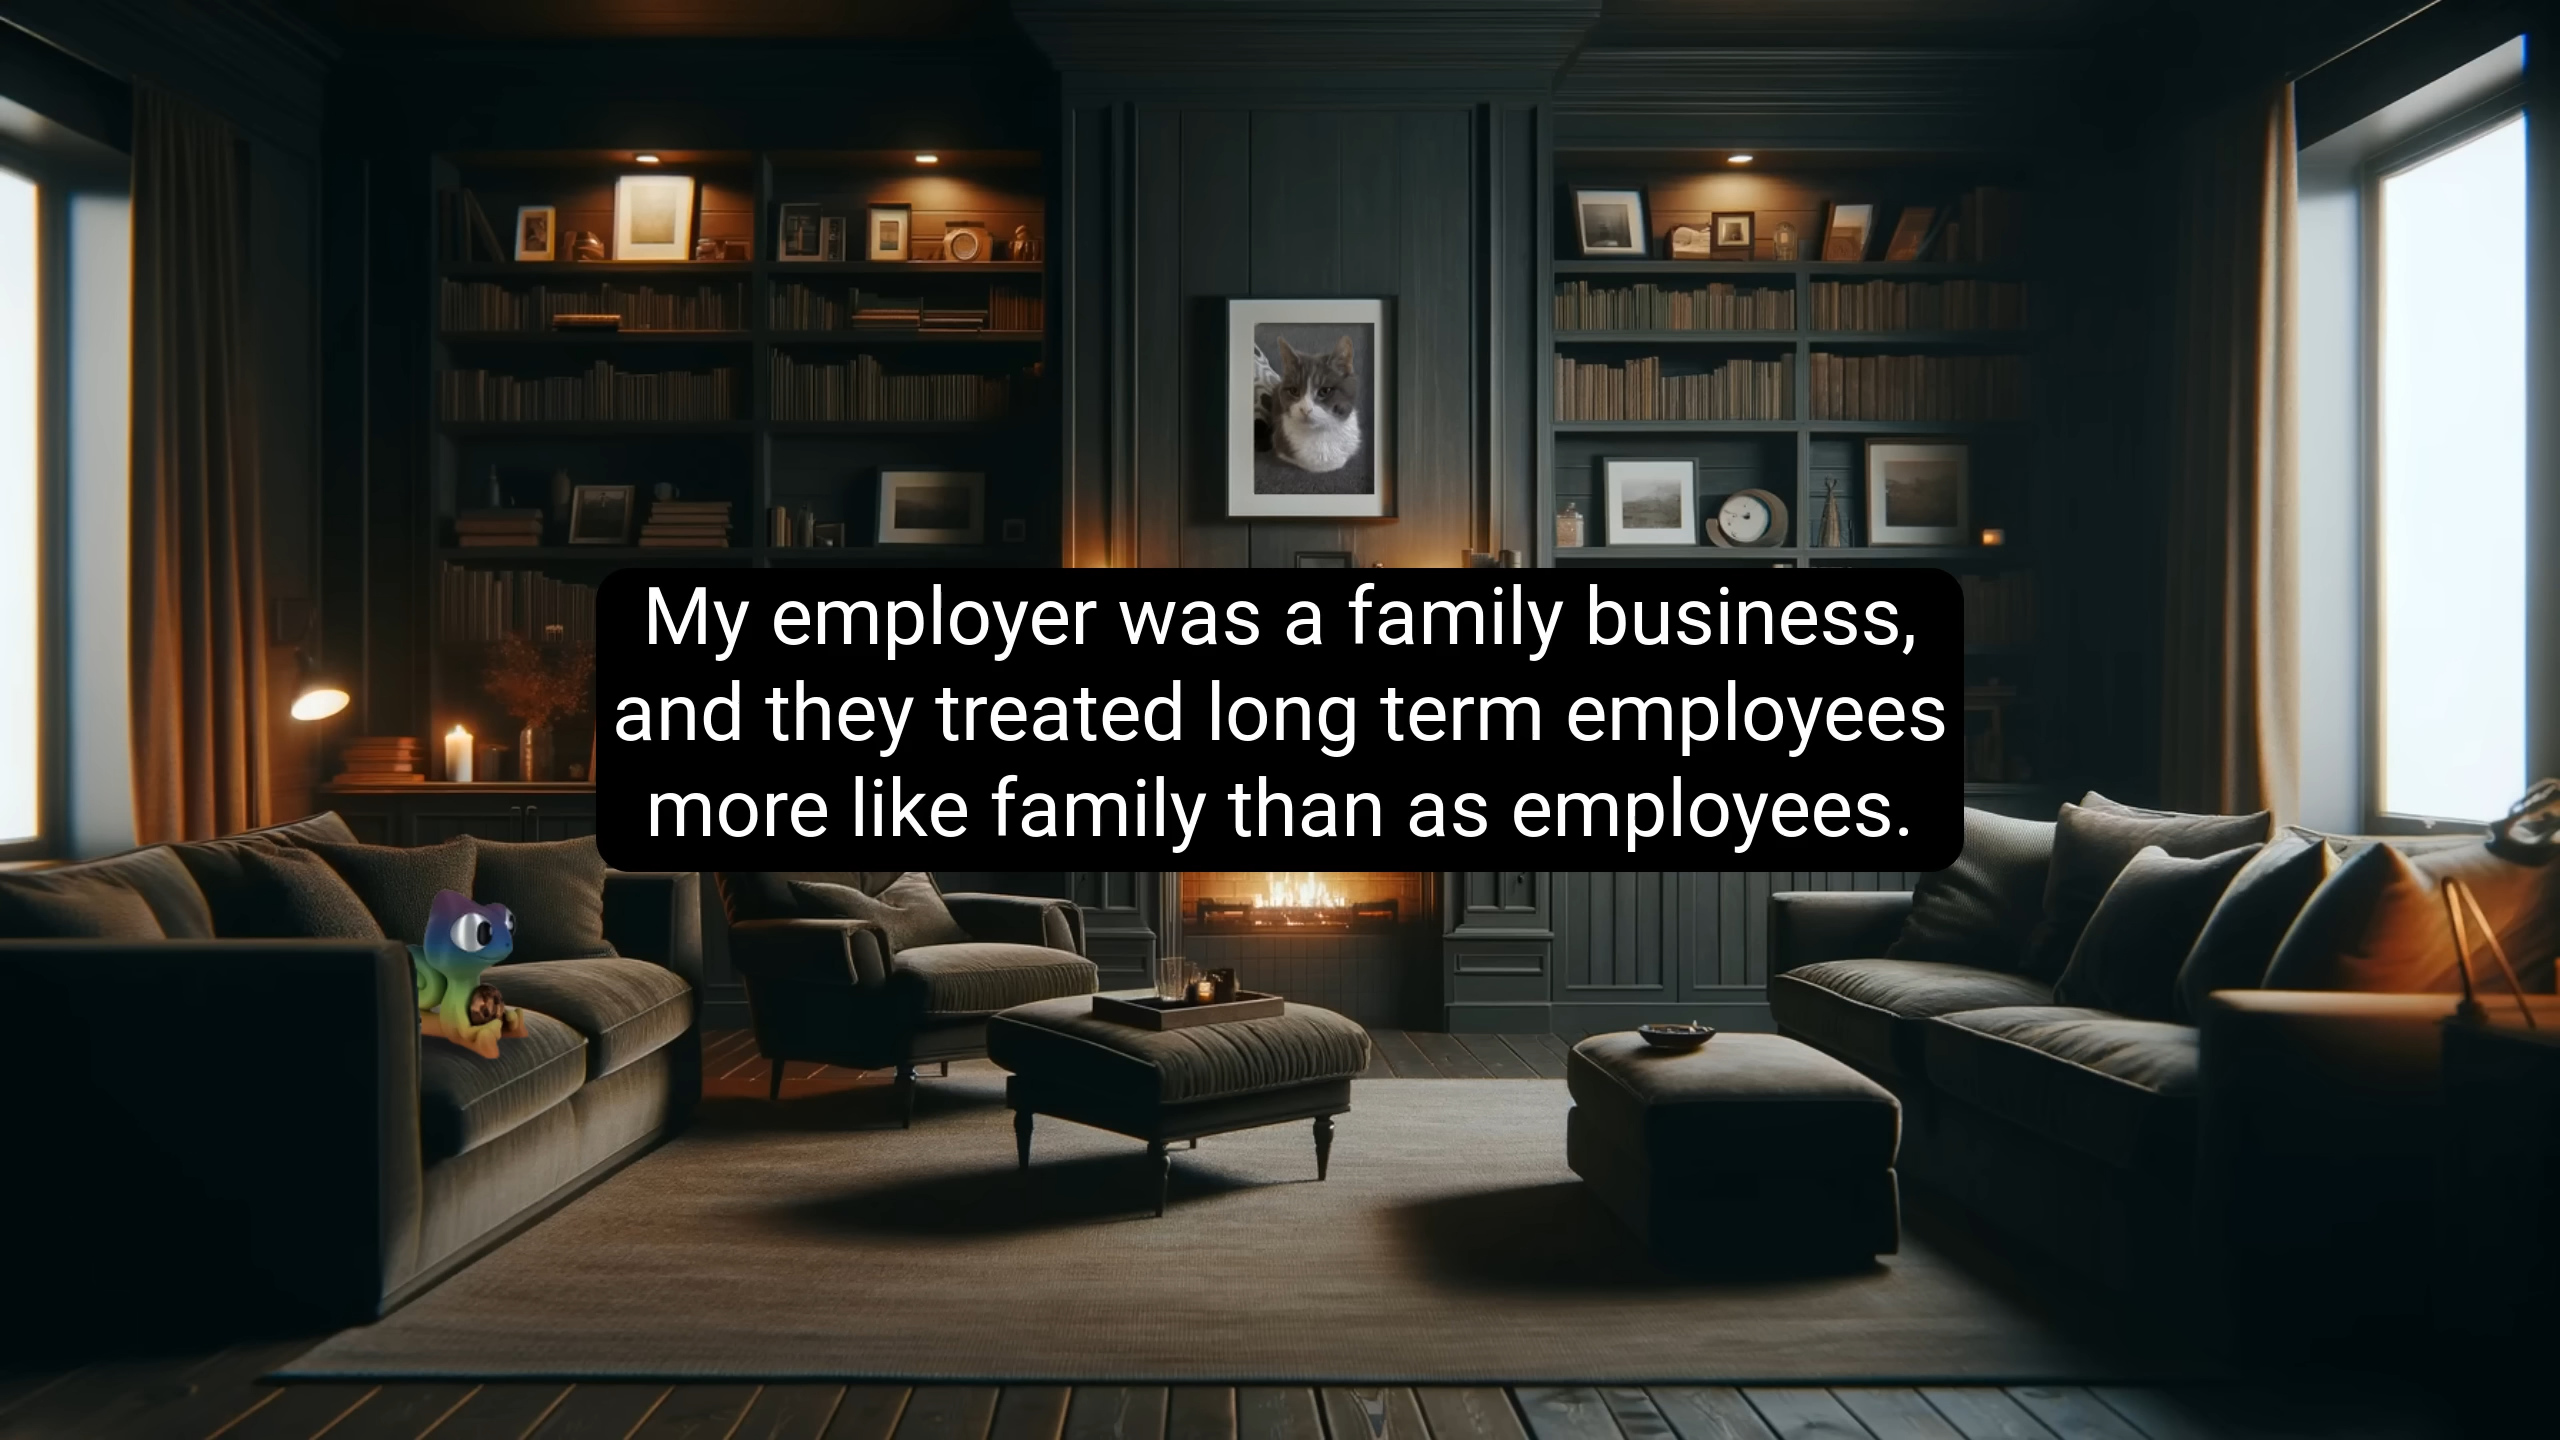 My employer was a family business,
and they treated long term employees
more like family than as employees.